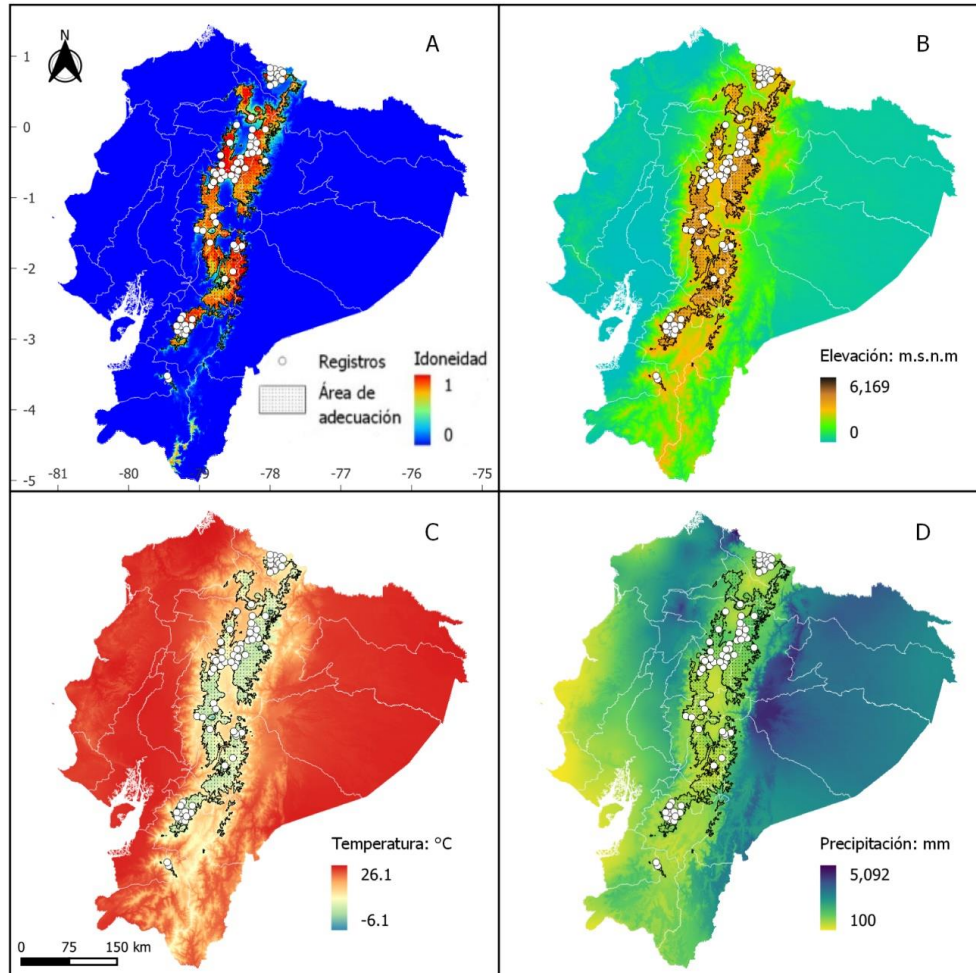 N
A
1
0
-1
-2
-3
-4
-5
-81
-80
-79
-78
-77
-76
-75
Registros
Área de
adecuación
Idoneidad
1
0
B
Elevación: m.s.n.m
6,169
0
C
Temperatura: °C
26.1
-6.1
0 75 150 km
D
Precipitación: mm
5,092
100